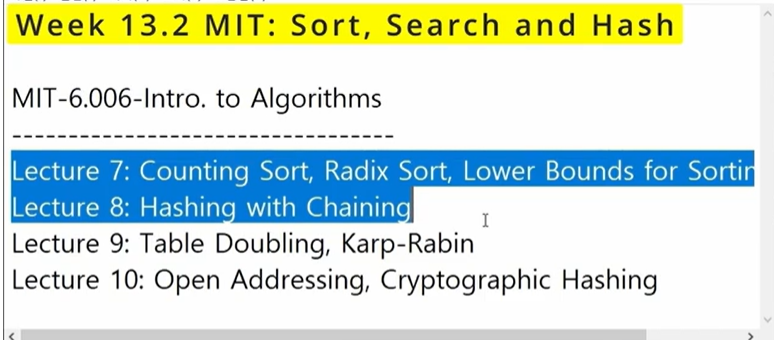 Week 13.2 MIT: Sort, Search and Hash
MIT-6.006-Intro. to Algorithms
---------------------------------
Lecture 7: Counting Sort, Radix Sort, Lower Bounds for Sortin
Lecture 8: Hashing with Chaining
Lecture 9: Table Doubling, Karp-Rabin
Lecture 10: Open Addressing, Cryptographic Hashing